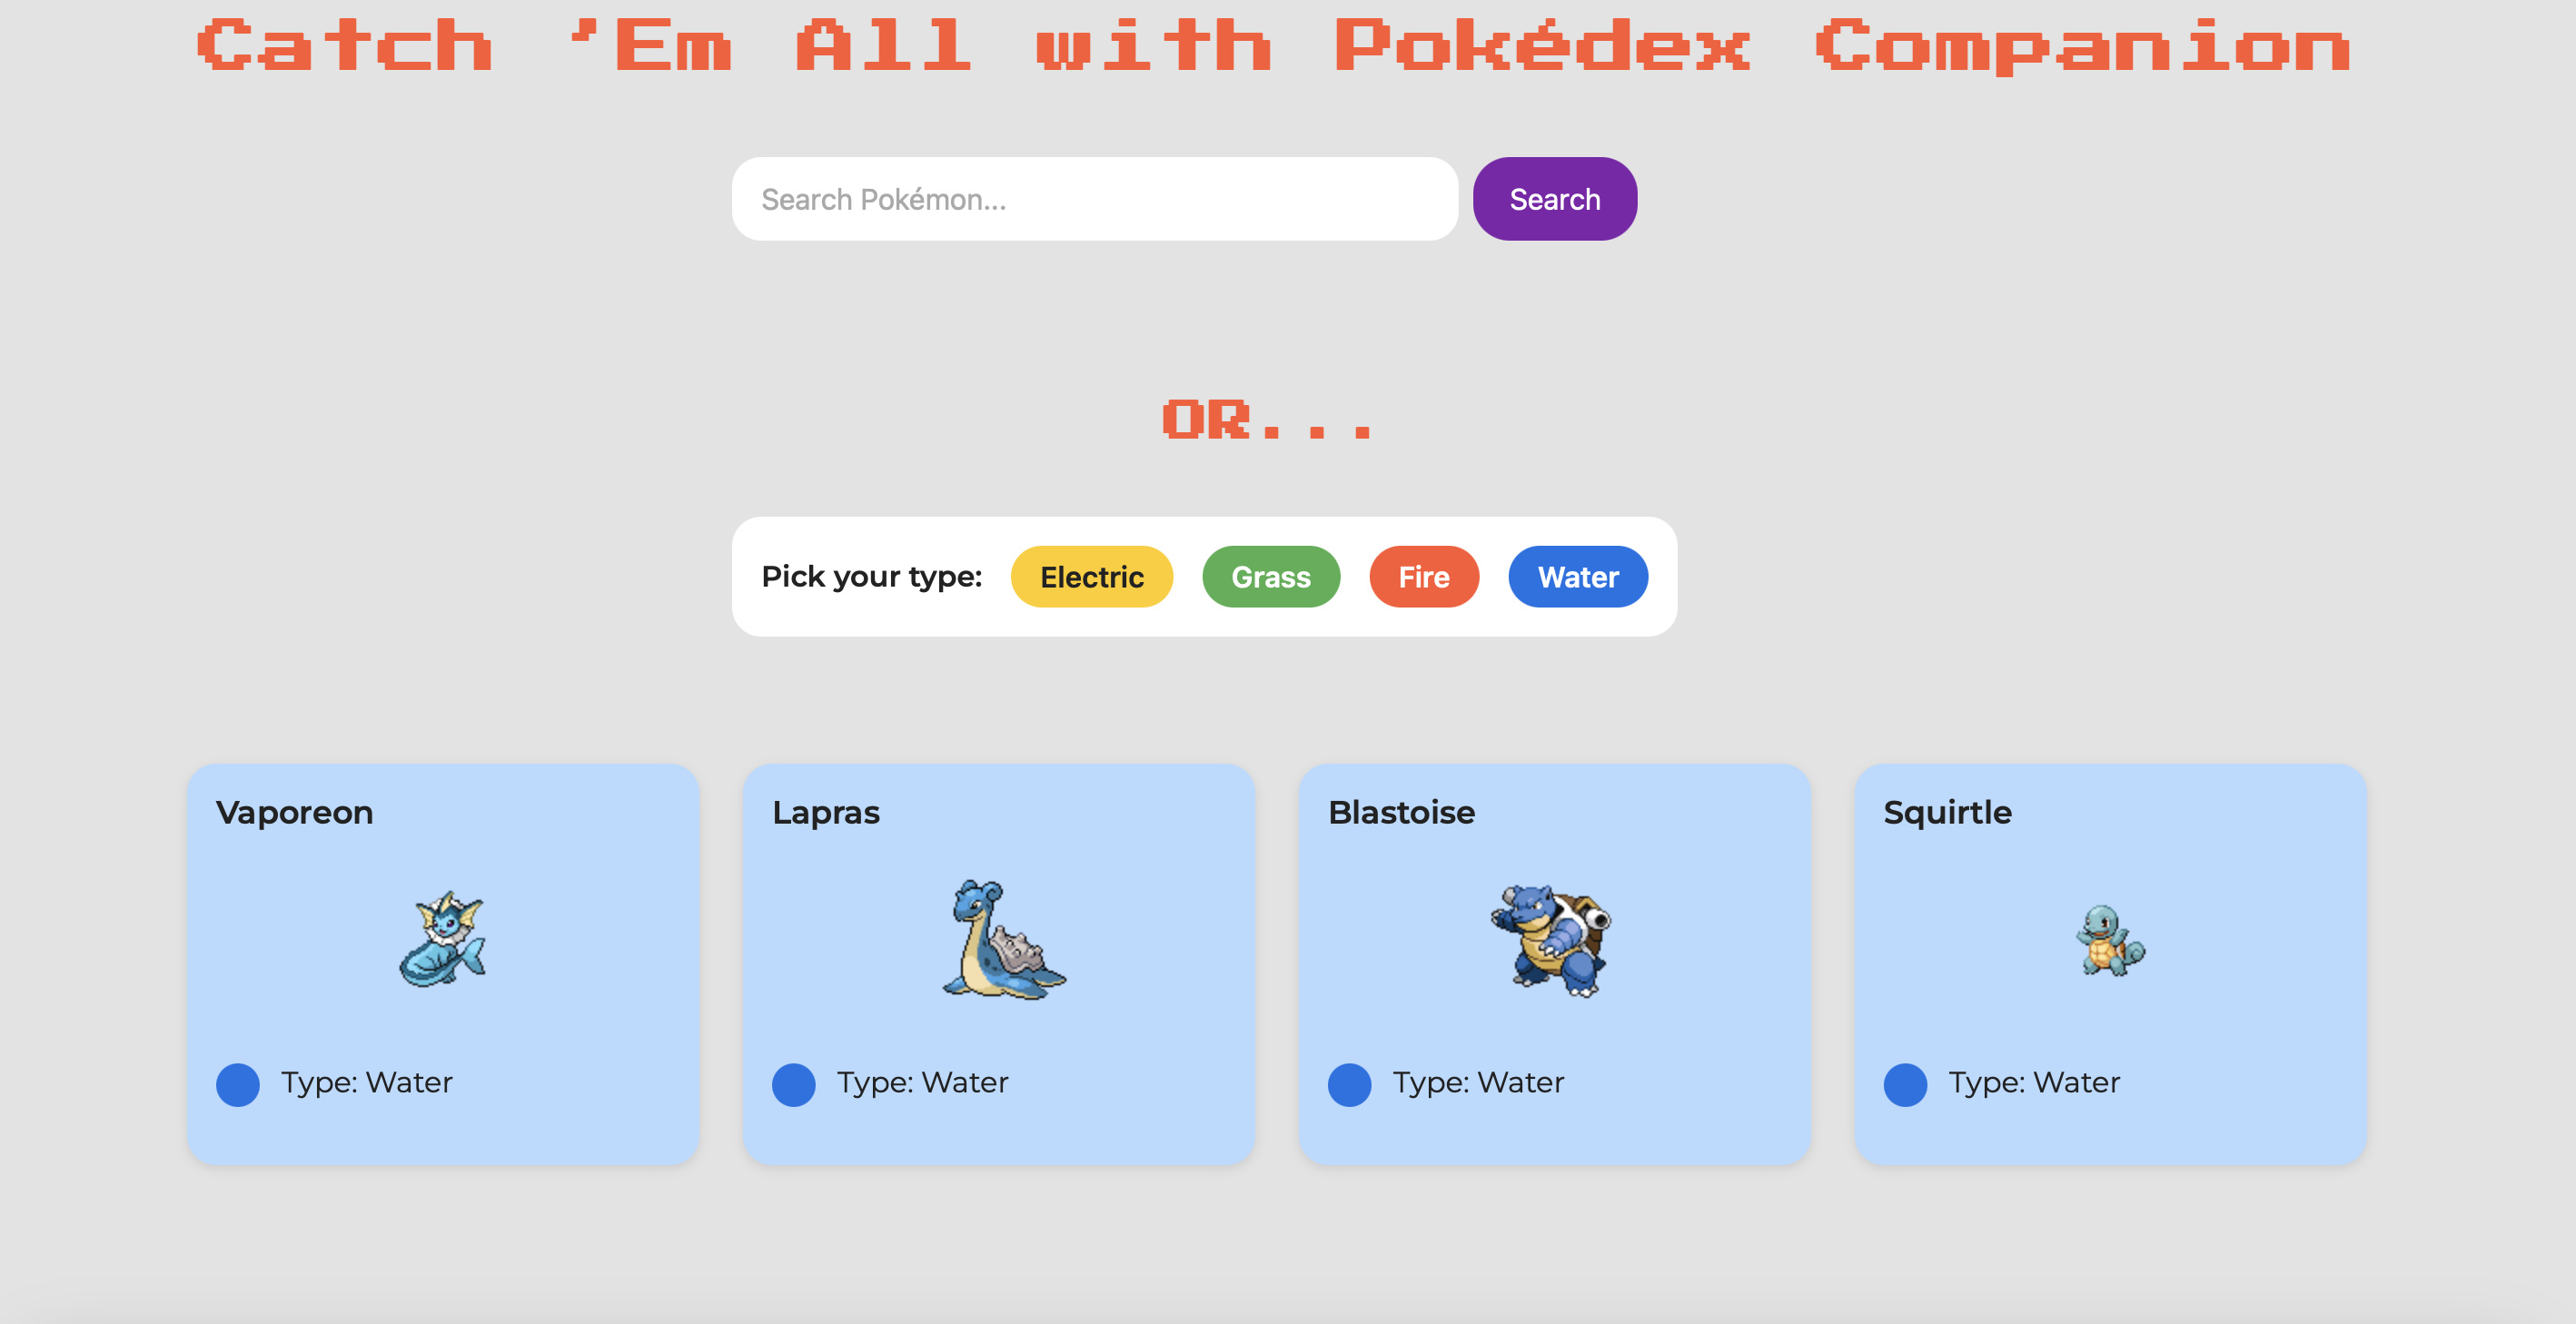 Catch ’Em All with Pokédex Companion
Search Pokémon... Search
OR...
Pick your type: Electric Grass Fire Water
Vaporeon Lapras Blastoise Squirtle
Type: Water Type: Water Type: Water Type: Water